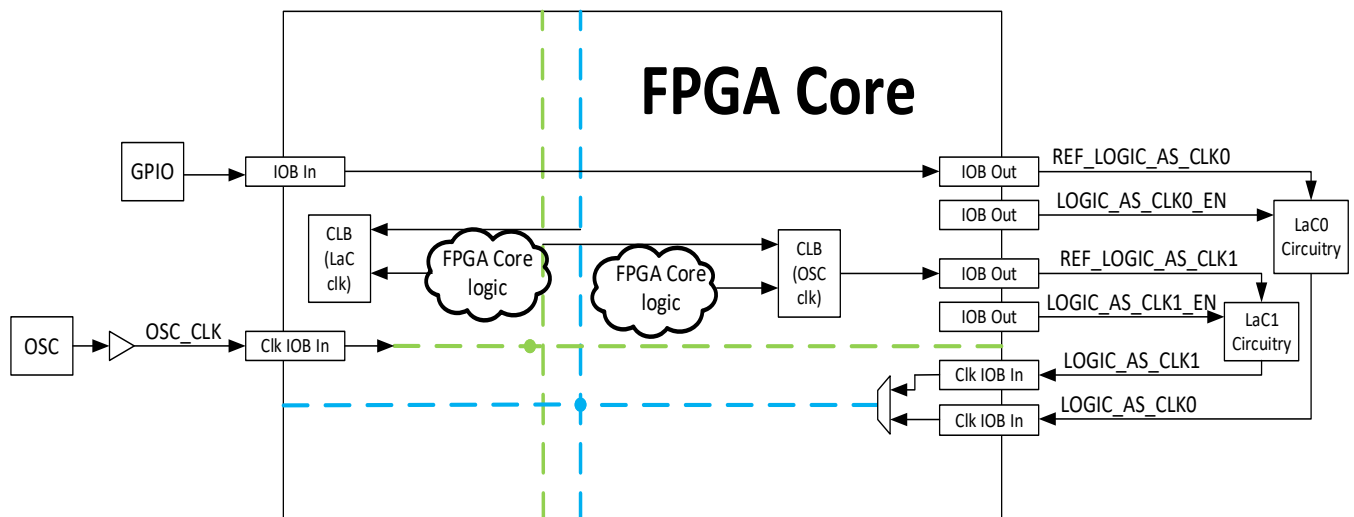 FPGA Core
GPIO
IOB In
IOB Out
REF_LOGIC_AS_CLK0
IOB Out
LOGIC_AS_CLK0_EN
LaC0
Circuitry
CLB
(LaC
clk)
FPGA Core
logic
FPGA Core
logic
CLB
(OSC
clk)
IOB Out
REF_LOGIC_AS_CLK1
IOB Out
LOGIC_AS_CLK1_EN
LaC1
Circuitry
OSC
OSC_CLK
Clk IOB In
Clk IOB In
LOGIC_AS_CLK1
Clk IOB In
LOGIC_AS_CLK0